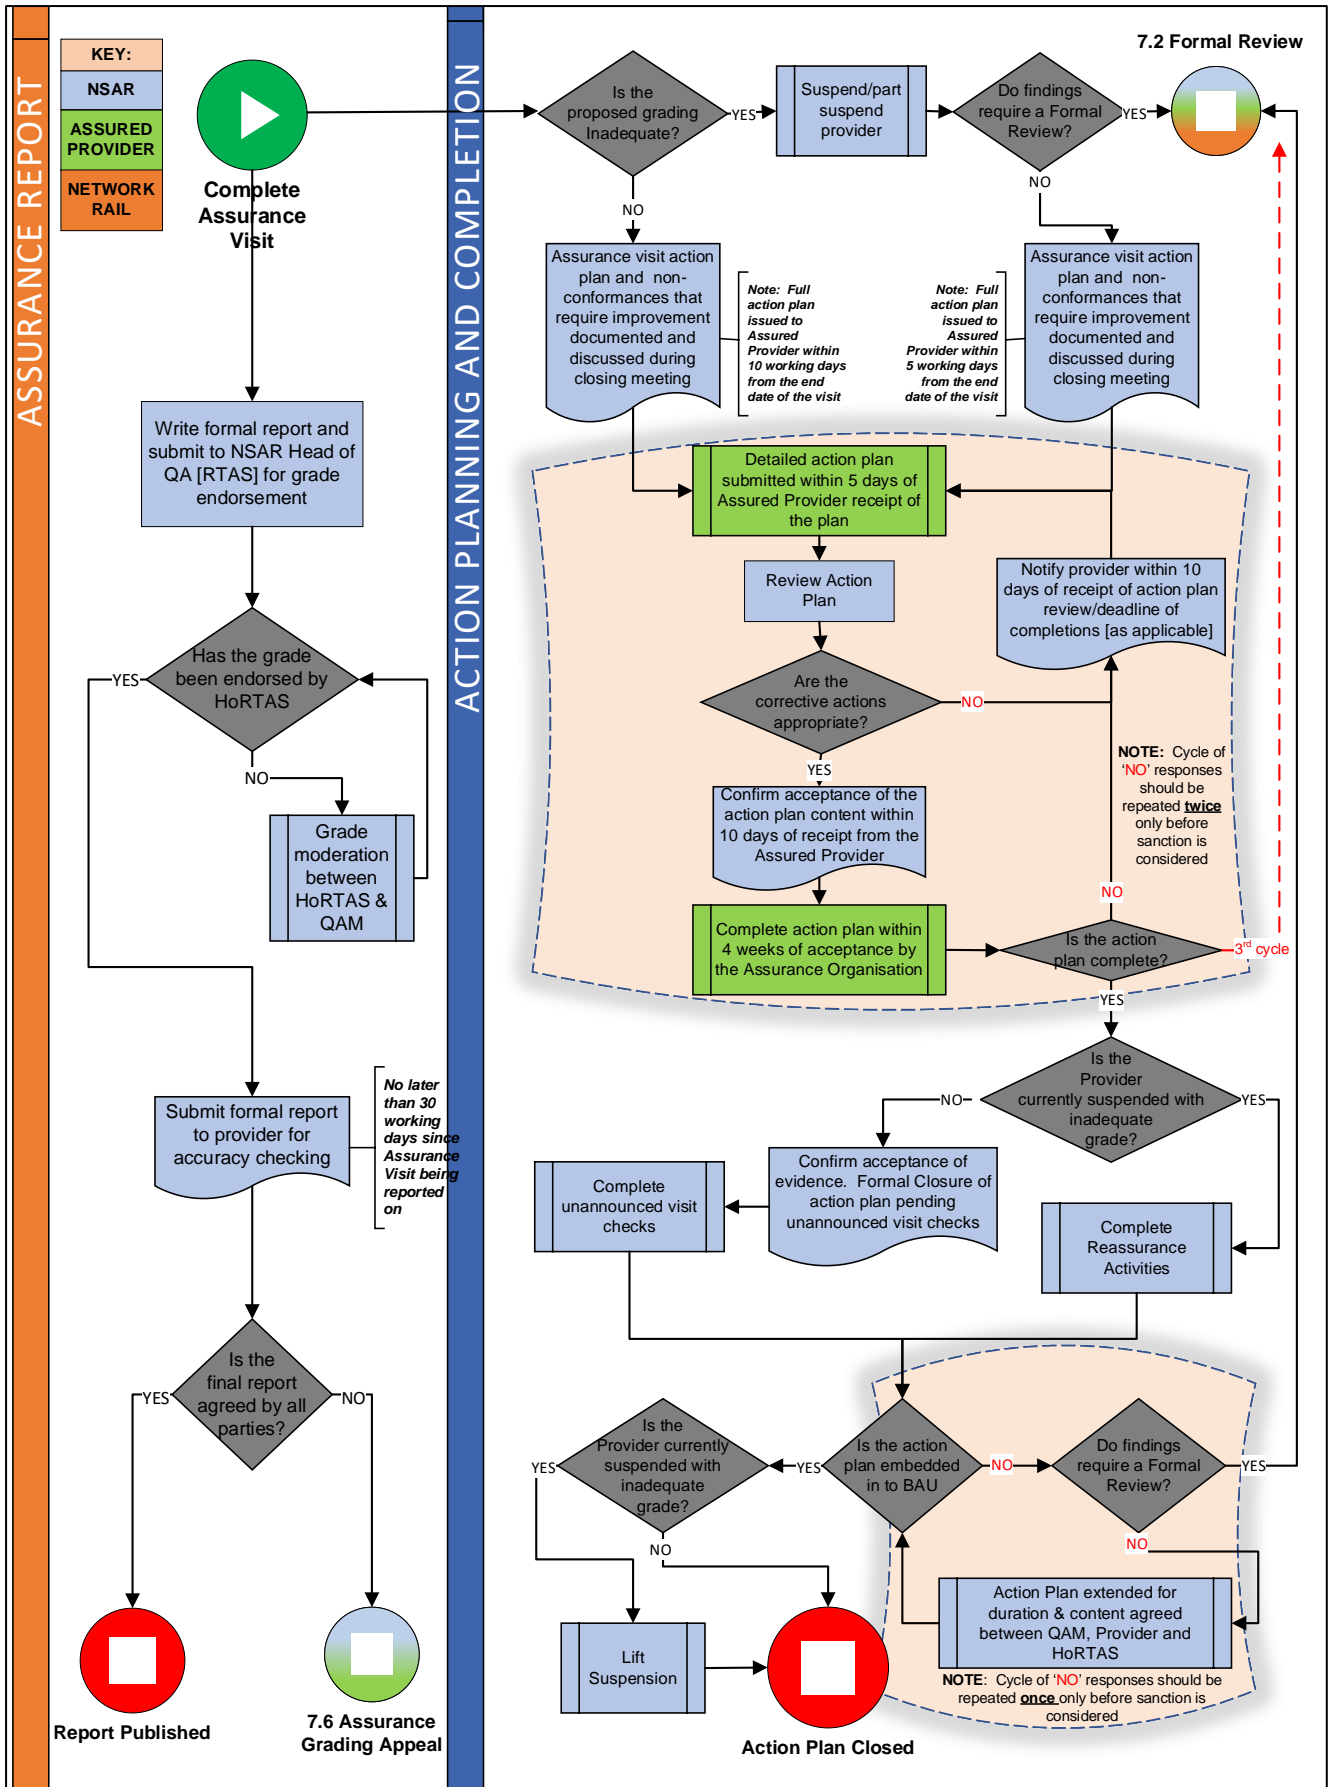 ASSURANCE REPORT
KEY:
NSAR
ASSURED
PROVIDER
NETWORK
RAIL
Complete
Assurance
Visit
Write formal report and
submit to NSAR Head of
QA [RTAS] for grade
endorsement
Has the grade
been endorsed by
HoRTAS
YES
NO
Grade
moderation
between
HoRTAS &
QAM
Submit formal report
to provider for
accuracy checking
No later
than 30
working
days since
Assurance
Visit being
reported
on
Is the
final report
agreed by all
parties?
YES
NO
Report Published
7.6 Assurance
Grading Appeal
ACTION PLANNING AND COMPLETION
Is the
proposed grading
Inadequate?
YES
NO
Suspend/part
suspend
provider
Do findings
require a Formal
Review?
YES
NO
7.2 Formal Review
Assurance visit action
plan and non-
conformances that
require improvement
documented and
discussed during
closing meeting
Note: Full
action plan
issued to
Assured
Provider within
10 working days
from the end
date of the visit
Note: Full
action plan
issued to
Assured
Provider within
5 working days
from the end
date of the visit
Assurance visit action
plan and non-
conformances that
require improvement
documented and
discussed during
closing meeting
Detailed action plan
submitted within 5 days of
Assured Provider receipt of
the plan
Review Action
Plan
Notify provider within 10
days of receipt of action plan
review/deadline of
completions [as applicable]
Are the
corrective actions
appropriate?
NO
YES
Confirm acceptance of the
action plan content within
10 days of receipt from the
Assured Provider
NOTE: Cycle of
‘NO’ responses
should be
repeated twice
only before
sanction is
considered
Complete action plan within
4 weeks of acceptance by
the Assurance Organisation
NO
Is the action
plan complete?
3rd cycle
YES
Is the
Provider
currently suspended with
inadequate
grade?
NO
YES
Confirm acceptance of
evidence. Formal Closure of
action plan pending
unannounced visit checks
Complete
unannounced visit
checks
Complete
Reassurance
Activities
Is the
Provider currently
suspended with
inadequate
grade?
YES
NO
YES
Is the action
plan embedded
in to BAU
NO
Do findings
require a Formal
Review?
YES
NO
Action Plan extended for
duration & content agreed
between QAM, Provider and
HoRTAS
NOTE: Cycle of ‘NO’ responses should be
repeated once only before sanction is
considered
Lift
Suspension
Action Plan Closed